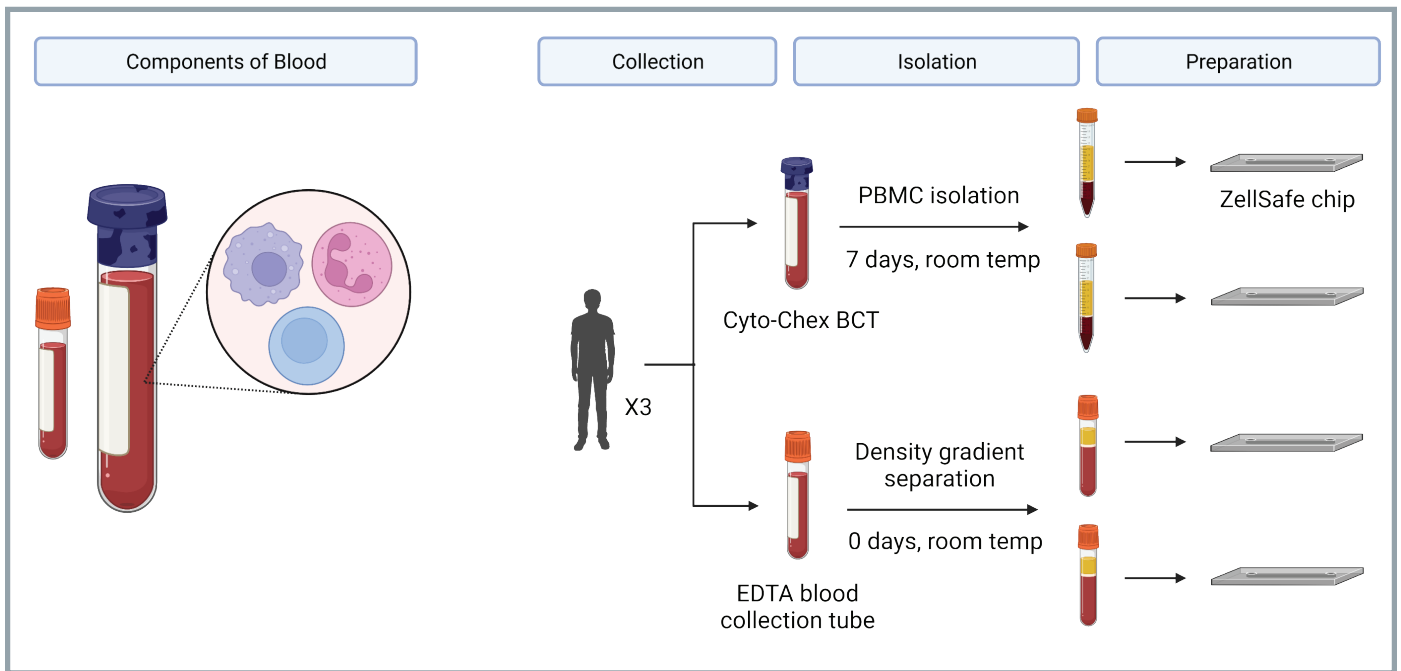 Components of Blood
Collection
Isolation
Preparation
PBMC isolation
7 days, room temp
ZellSafe chip
Cyto-Chex BCT
X3
Density gradient
separation
0 days, room temp
EDTA blood
collection tube